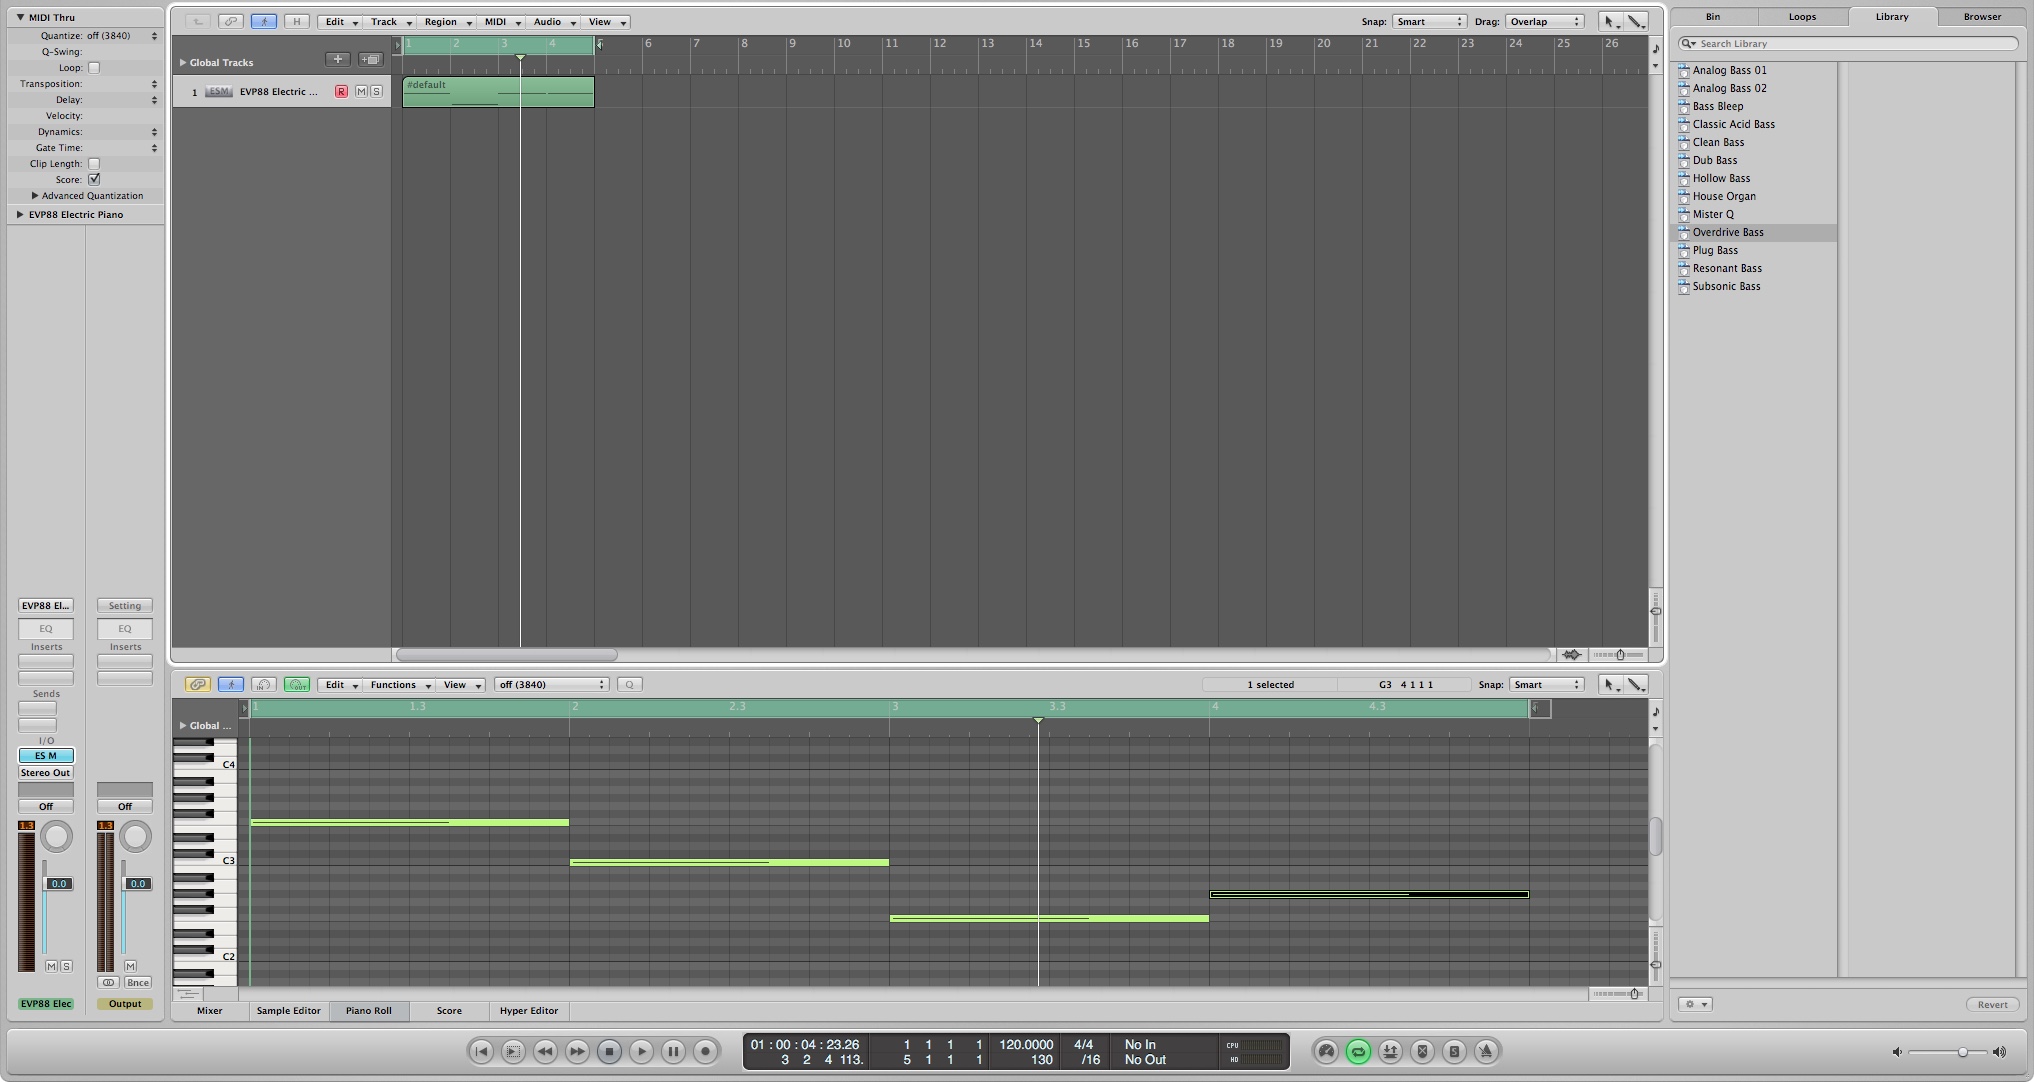 MIDI Thru
Quantize: off (3840)
Q-Swing:
Loop:
Transposition:
Delay:
Velocity:
Dynamics:
Gate Time:
Clip Length:
Score:
Advanced Quantization
EVP88 Electric Piano
EVP88 El... Setting
EQ EQ
Inserts Inserts
Sends
I/O
ES M
Stereo Out
Off Off
1.3 1.3
0.0 0.0
M S M
Bnce
EVP88 Elec Output
H Edit Track Region MIDI Audio View Snap: Smart Drag: Overlap
Global Tracks
1 2 3 4 5 6 7 8 9 10 11 12 13 14 15 16 17 18 19 20 21 22 23 24 25 26
1 ESM EVP88 Electric ... R M S
#default
IN OUT Edit Functions View off (3840) Q 1 selected G3 4 1 1 1 Snap: Smart
1 1.3 2 2.3 3 3.3 4 4.3
Global ...
C4
C3
C2
Mixer Sample Editor Piano Roll Score Hyper Editor
01 : 00 : 04 : 23.26 1 1 1 1 120.0000 4/4 No In CPU
3 2 4 113. 5 1 1 1 130 /16 No Out HD
S
Bin Loops Library Browser
Search Library
Analog Bass 01
Analog Bass 02
Bass Bleep
Classic Acid Bass
Clean Bass
Dub Bass
Hollow Bass
House Organ
Mister Q
Overdrive Bass
Plug Bass
Resonant Bass
Subsonic Bass
Revert